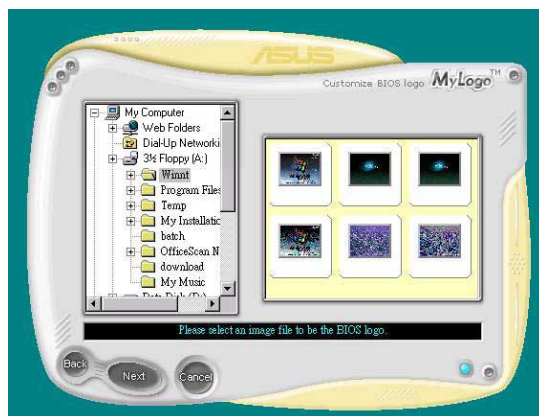 ASUS
Customize BIOS logo MyLogo™
My Computer
Web Folders
Dial-Up Networki
3½ Floppy (A:)
Winnt
Program Files
Temp
My Installatic
batch
OfficeScan N
download
My Music
Please select an image file to be the BIOS logo.
Back
Next
Cancel